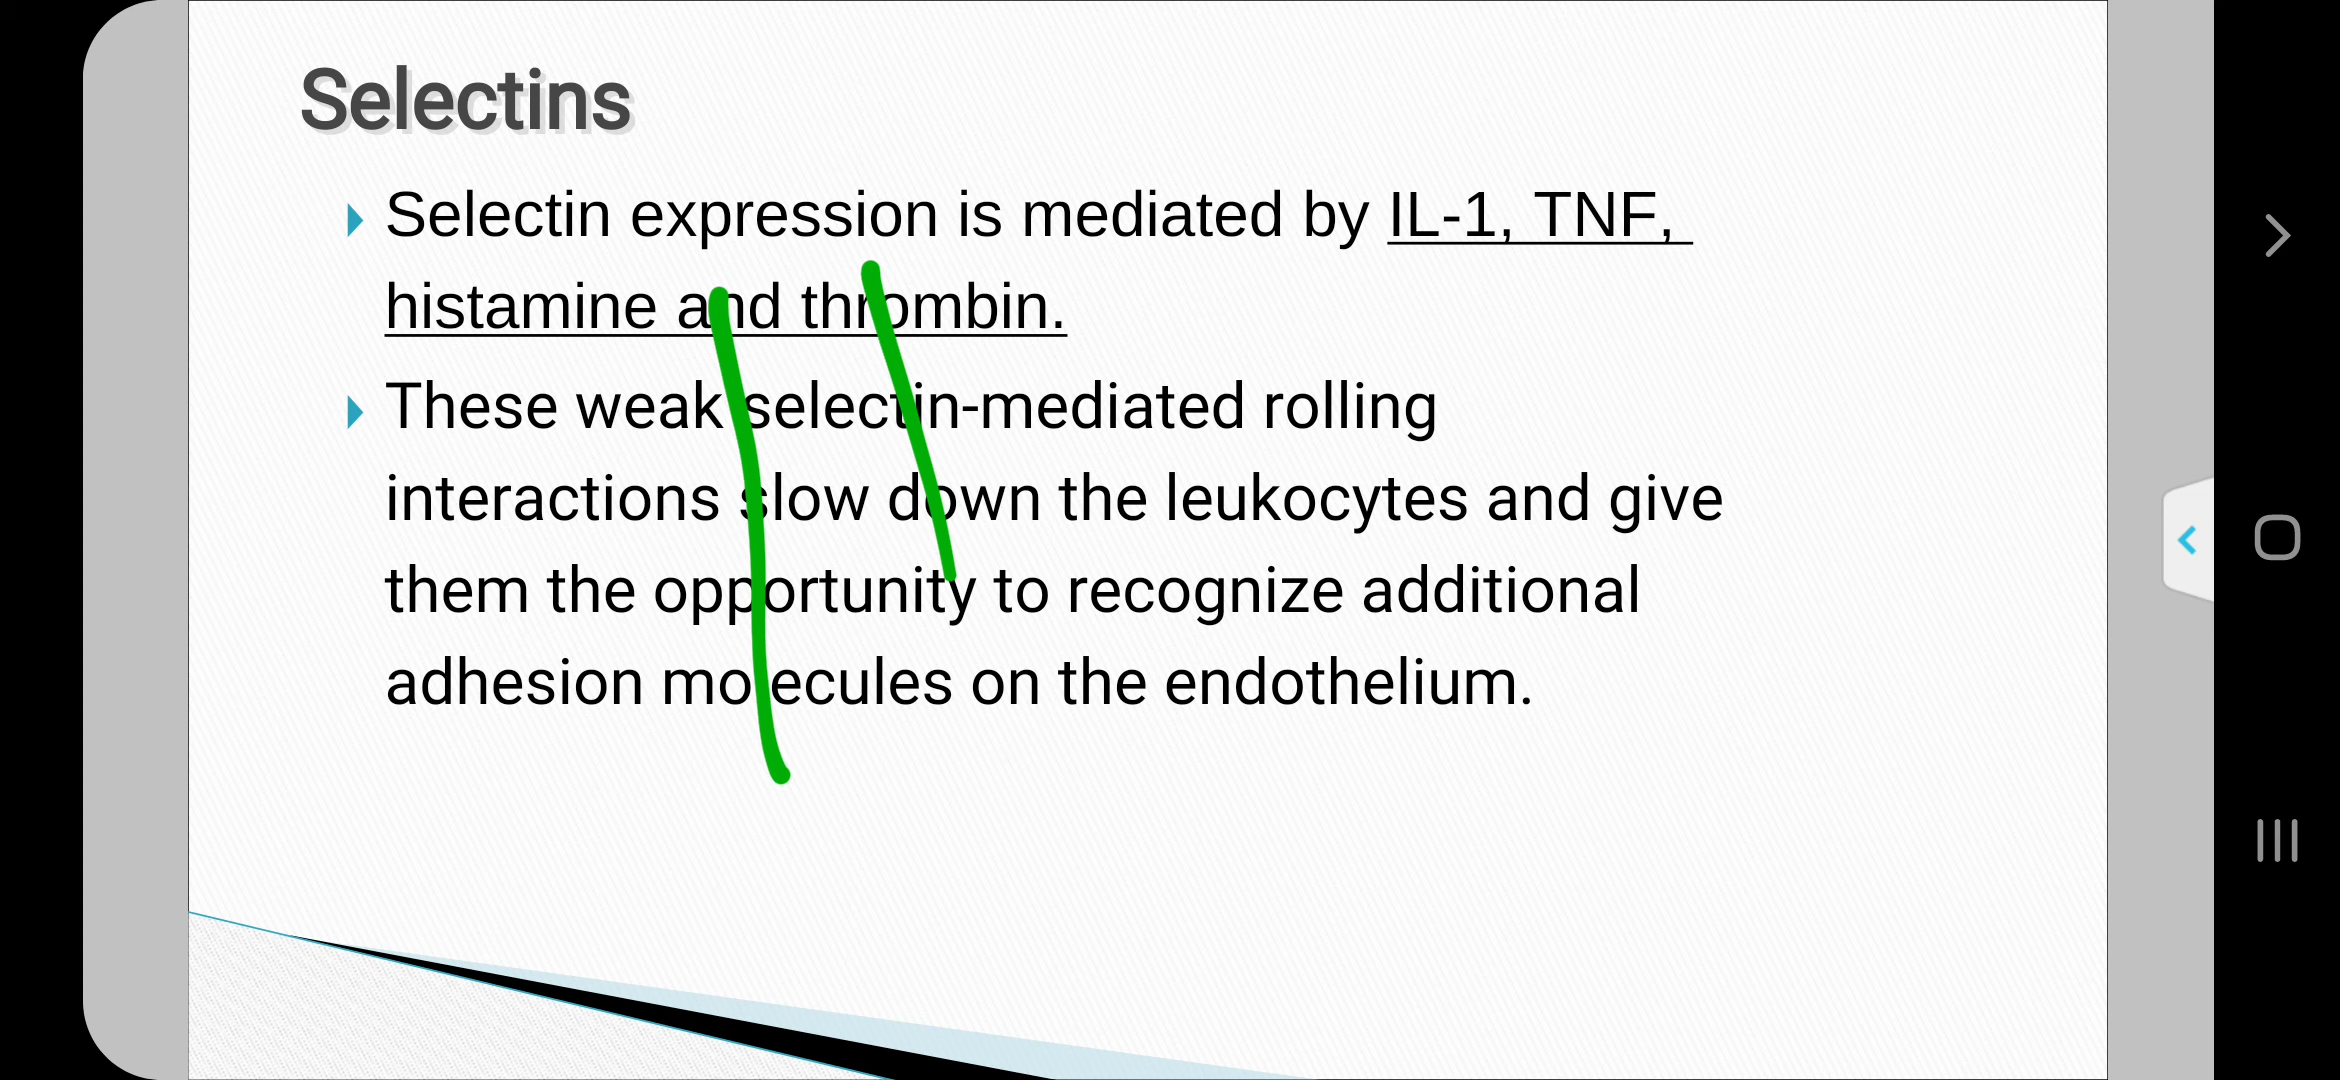 Selectins
Selectin expression is mediated by IL-1, TNF,
histamine and thrombin.
These weak selectin-mediated rolling
interactions slow down the leukocytes and give
them the opportunity to recognize additional
adhesion molecules on the endothelium.